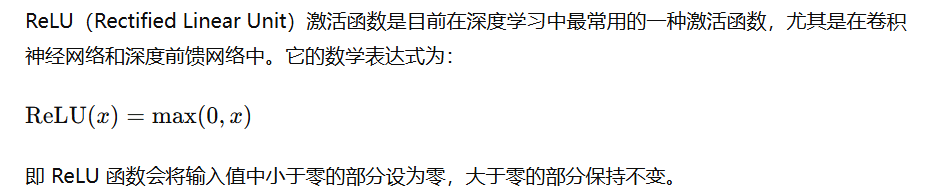 ReLU（Rectified Linear Unit）激活函数是目前在深度学习中最常用的一种激活函数，尤其是在卷积
神经网络和深度前馈网络中。它的数学表达式为：
ReLU(x) = max(0, x)
即 ReLU 函数会将输入值中小于零的部分设为零，大于零的部分保持不变。